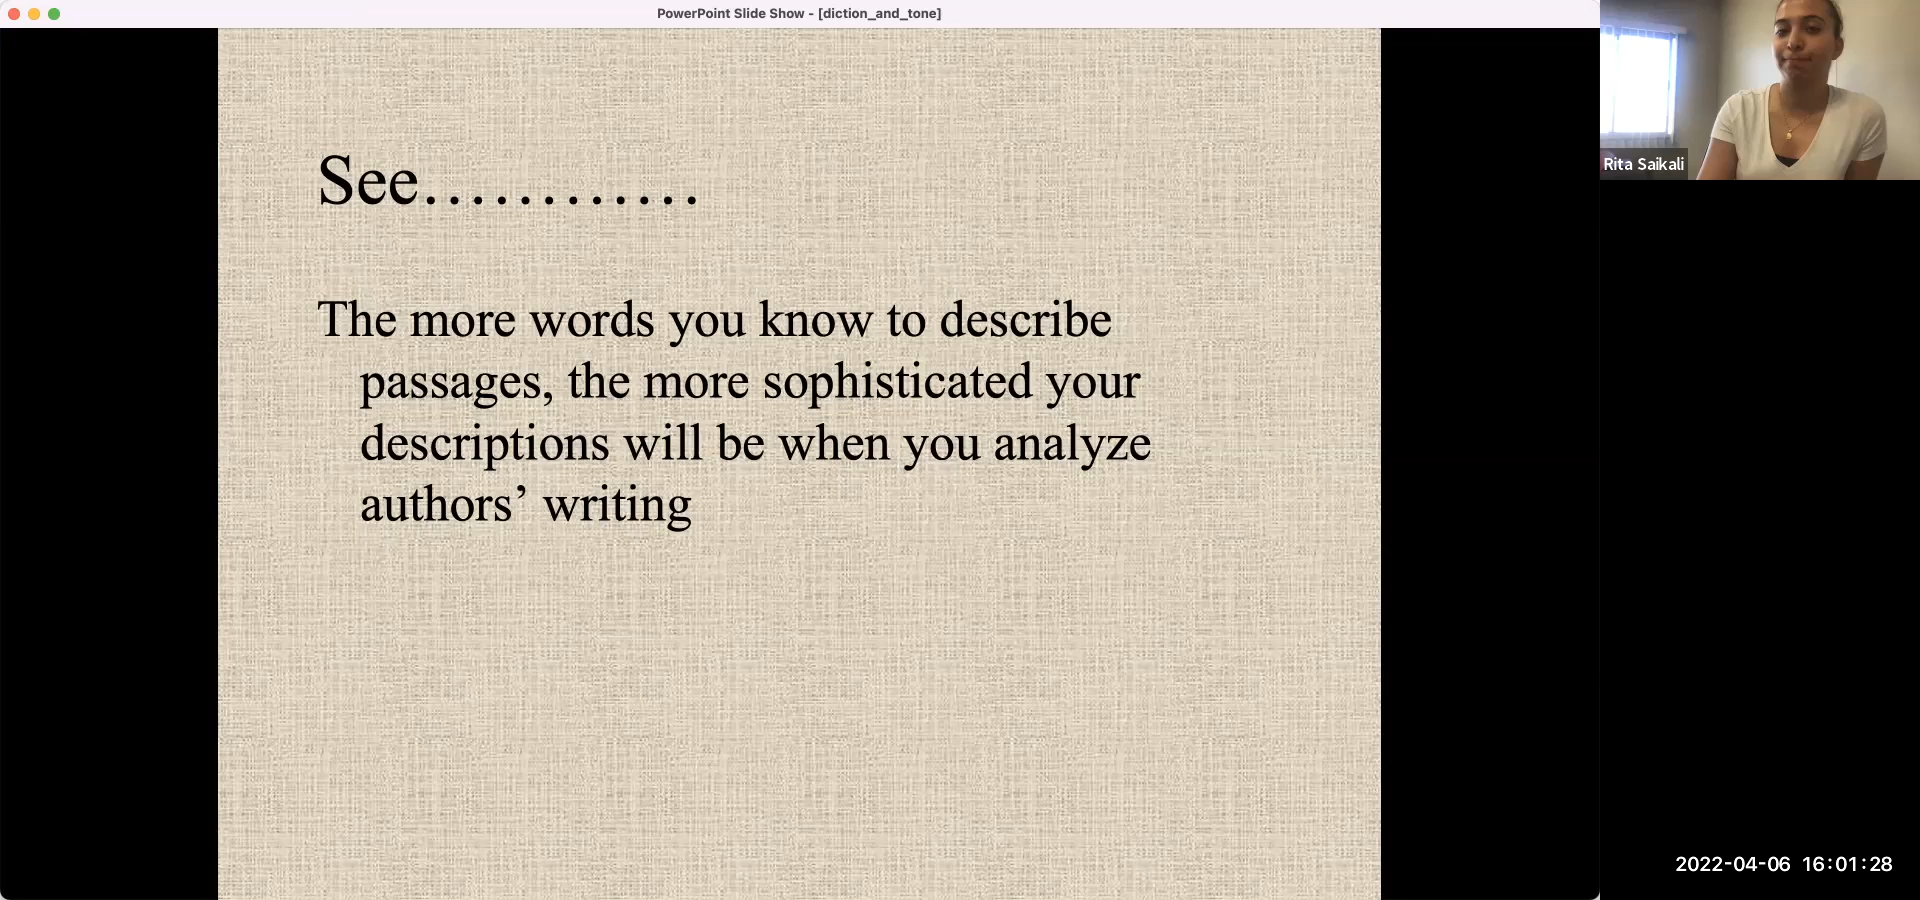 PowerPoint Slide Show - [diction_and_tone]
See…………
The more words you know to describe
passages, the more sophisticated your
descriptions will be when you analyze
authors’ writing
Rita Saikali
2022-04-06 16:01:28